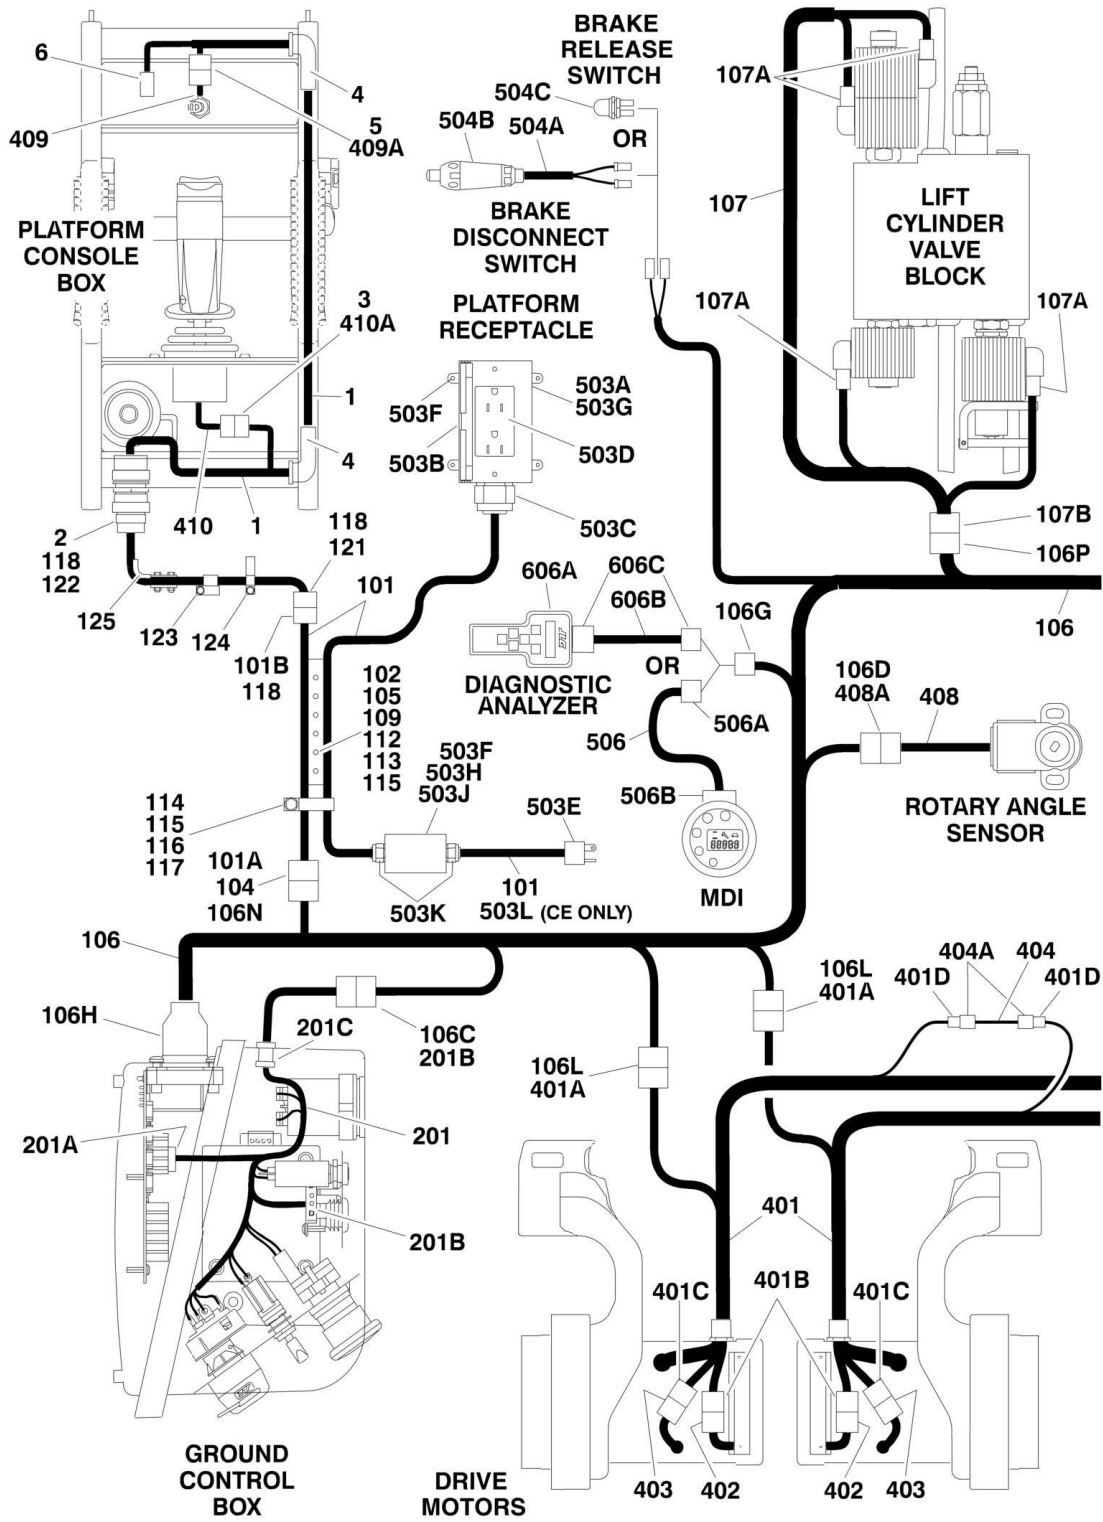 BRAKE
RELEASE
SWITCH
504C
504B
504A
OR
BRAKE
DISCONNECT
SWITCH
6
4
409
5
409A
PLATFORM
CONSOLE
BOX
3
410A
1
4
410
1
2
118
122
125
123
124
118
121
101
101B
118
PLATFORM
RECEPTACLE
503F
503A
503G
503B
503D
503C
107A
107
LIFT
CYLINDER
VALVE
BLOCK
107A
107A
107B
106P
106
606A
606C
606B
106G
OR
DIAGNOSTIC
ANALYZER
506A
506
506B
MDI
106D
408A
408
ROTARY ANGLE
SENSOR
102
105
109
112
113
115
503F
503H
503J
503E
114
115
116
117
101A
104
106N
503K
101
503L (CE ONLY)
106
106H
201C
106C
201B
201
201A
201B
GROUND
CONTROL
BOX
106L
401A
106L
401A
404A
404
401D
401D
401
401C
401B
401C
403
402
402
403
DRIVE
MOTORS